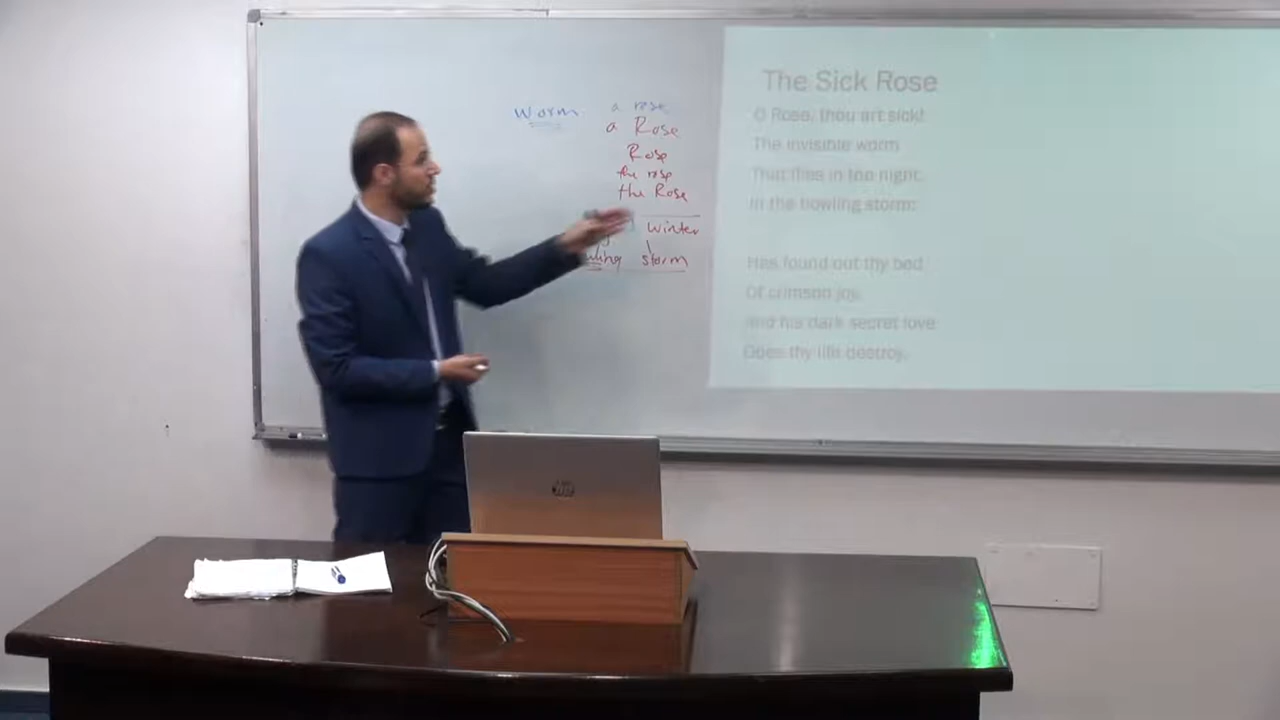 worm
a rose
a Rose
Rose
the rose
the Rose
winter
storm
The Sick Rose
O Rose, thou art sick!
The invisible worm
That flies in the night,
In the howling storm:
Has found out thy bed
Of crimson joy:
And his dark secret love
Does thy life destroy.
hp